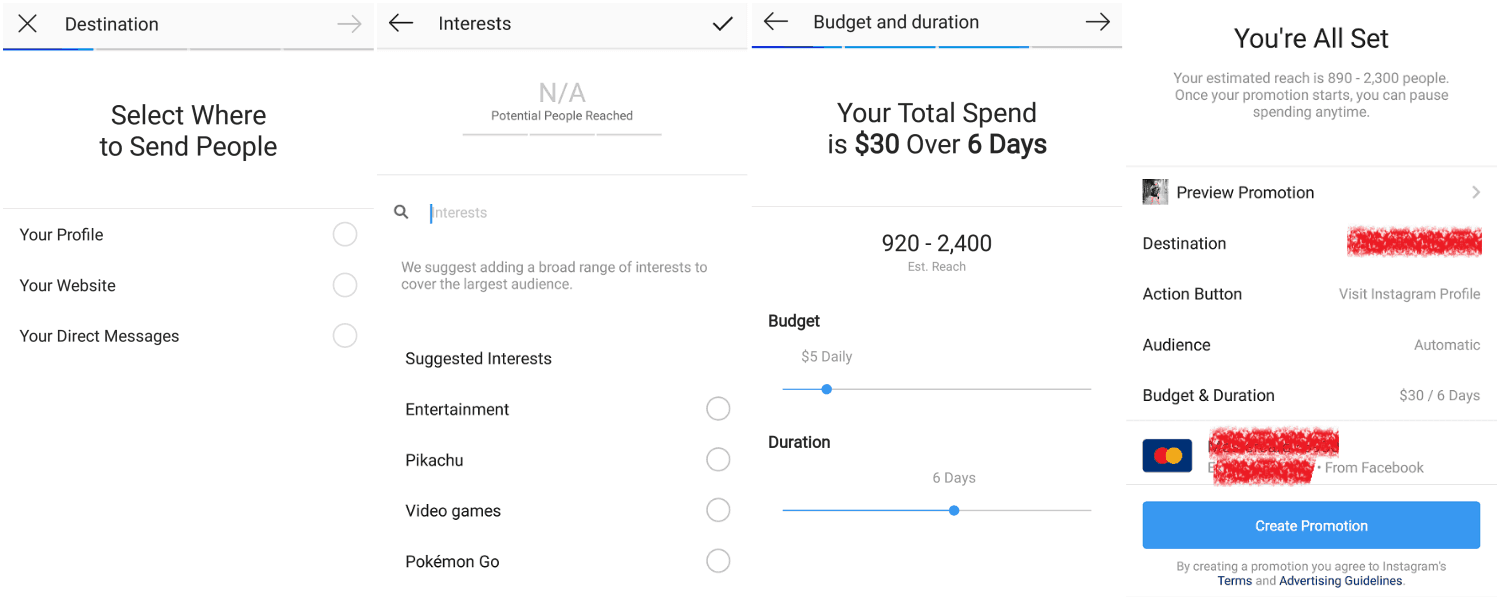 Destination
Select Where
to Send People
Your Profile
Your Website
Your Direct Messages
Interests
N/A
Potential People Reached
Interests
We suggest adding a broad range of interests to
cover the largest audience.
Suggested Interests
Entertainment
Pikachu
Video games
Pokémon Go
Budget and duration
Your Total Spend
is $30 Over 6 Days
920 - 2,400
Est. Reach
Budget
$5 Daily
Duration
6 Days
You're All Set
Your estimated reach is 890 - 2,300 people.
Once your promotion starts, you can pause
spending anytime.
Preview Promotion
Destination
Action Button Visit Instagram Profile
Audience Automatic
Budget & Duration $30 / 6 Days
• From Facebook
Create Promotion
By creating a promotion you agree to Instagram's
Terms and Advertising Guidelines.